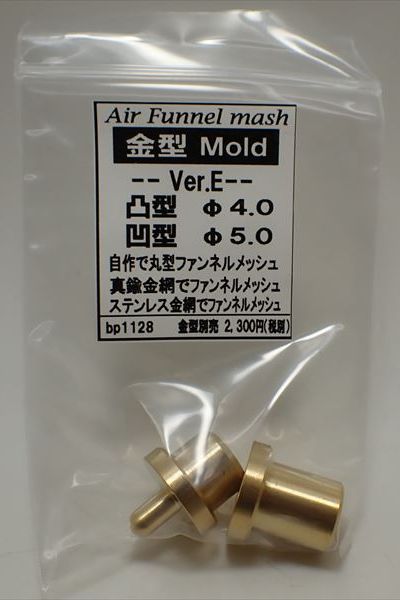 Air Funnel mash
金型 Mold
-- Ver.E--
凸型 Φ4.0
凹型 Φ5.0
自作で丸型ファンネルメッシュ
真鍮金網でファンネルメッシュ
ステンレス金網でファンネルメッシュ
bp1128 金型別売 2,300円(税別)